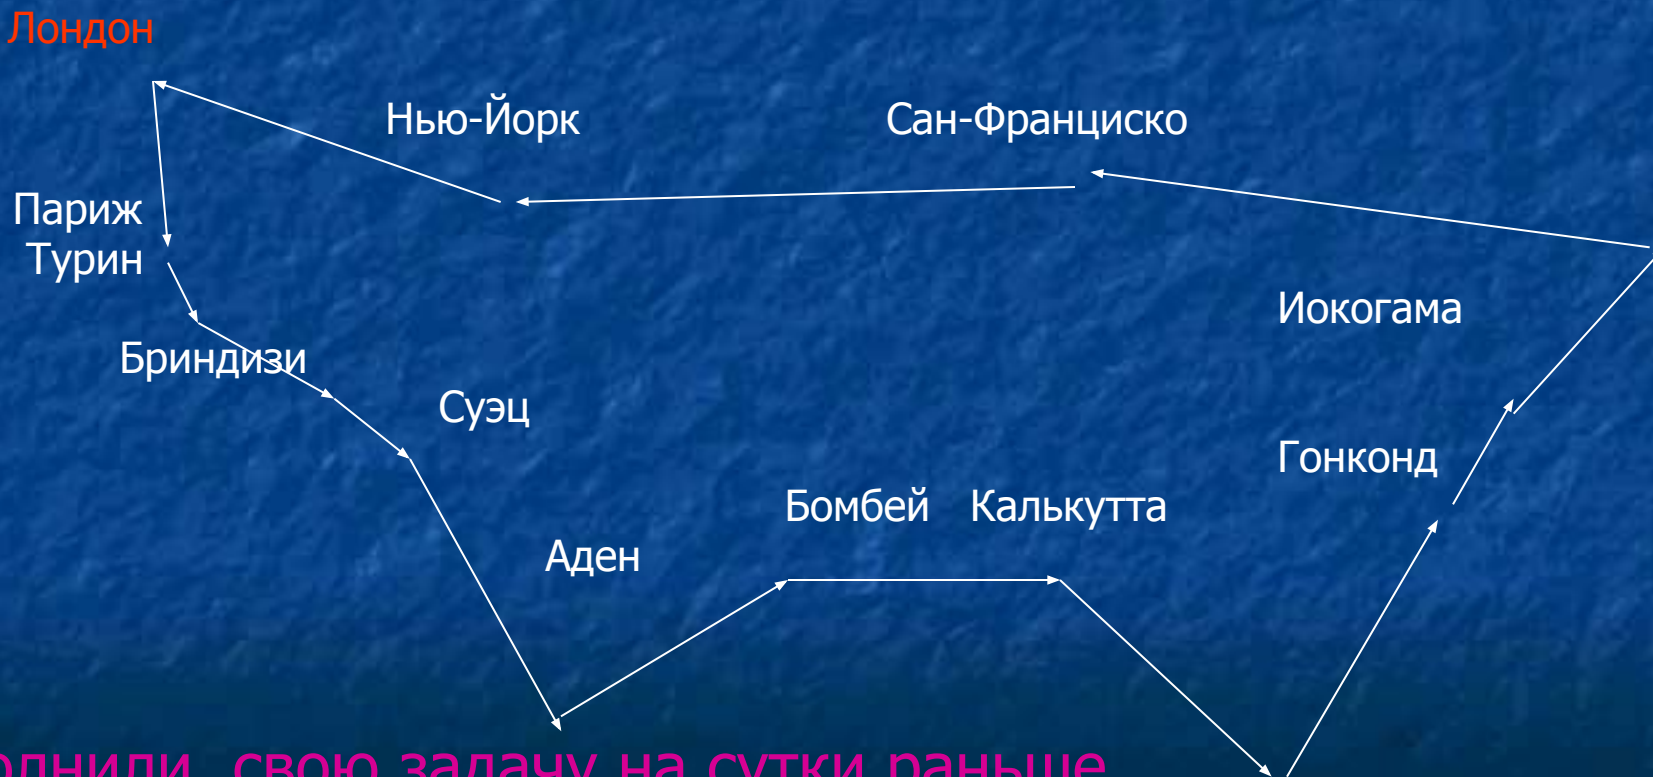 Лондон
Нью-Йорк
Сан-Франциско
Париж
Турин
Иокогама
Бриндизи
Суэц
Гонконд
Бомбей Калькутта
Аден
свою задачу на сутки раньше